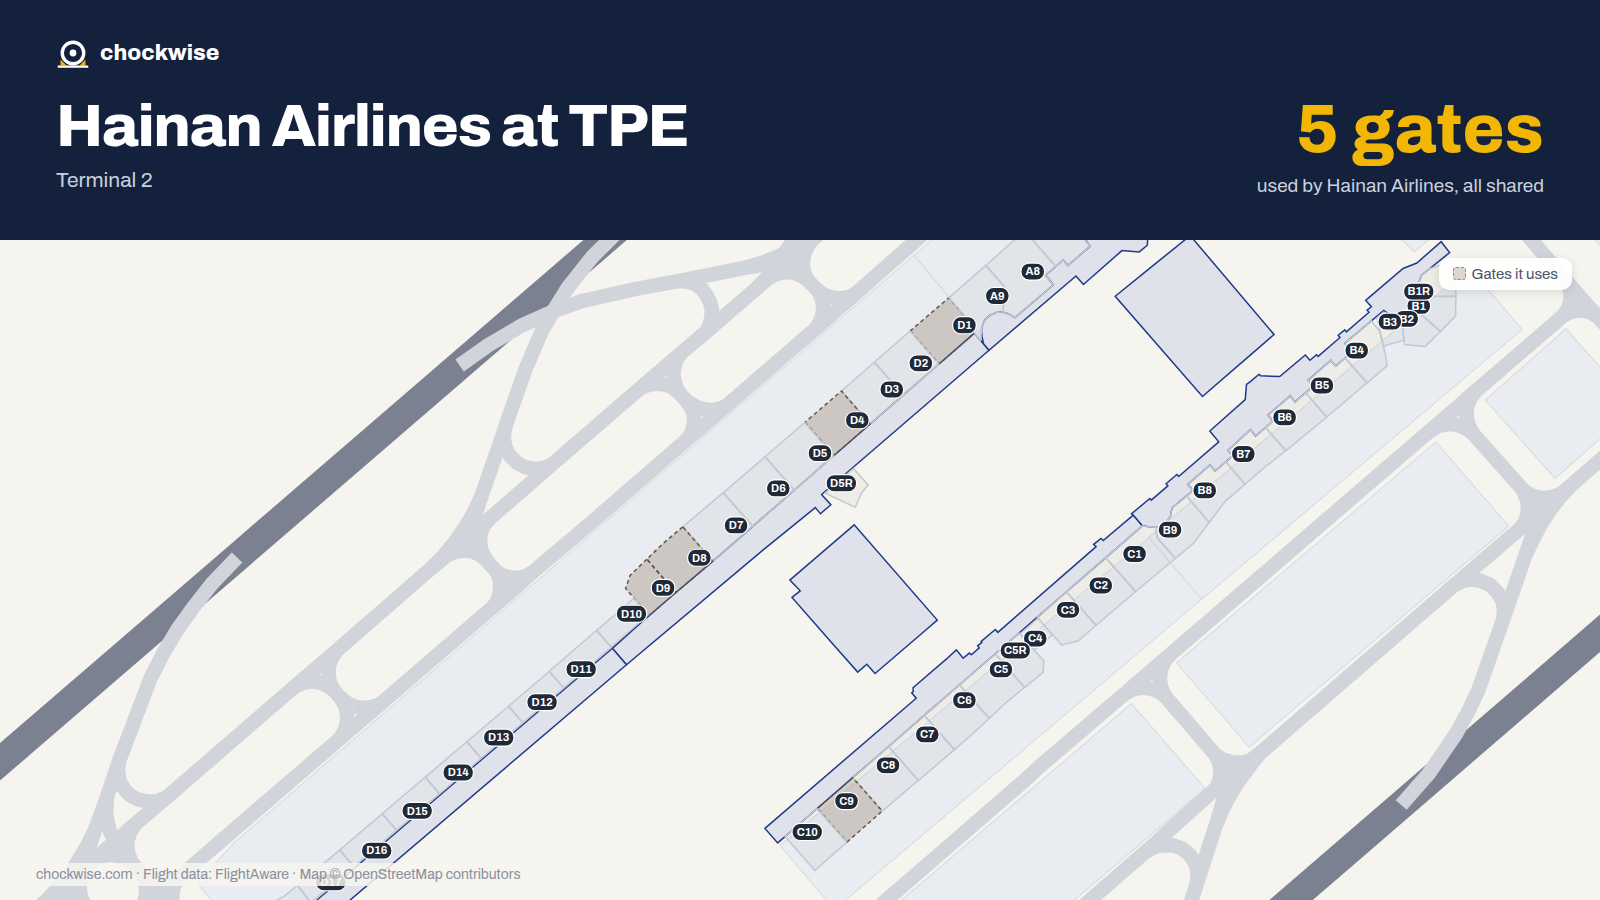 chockwise
Hainan Airlines at TPE
Terminal 2
5 gates
used by Hainan Airlines, all shared
Gates it uses
A8
A9
D1
D2
D3
D4
D5
D5R
D6
D7
D8
D9
D10
D11
D12
D13
D14
D15
D16
B1R
B1
B2
B3
B4
B5
B6
B7
B8
B9
C1
C2
C3
C4
C5R
C5
C6
C7
C8
C9
C10
chockwise.com · Flight data: FlightAware · Map © OpenStreetMap contributors